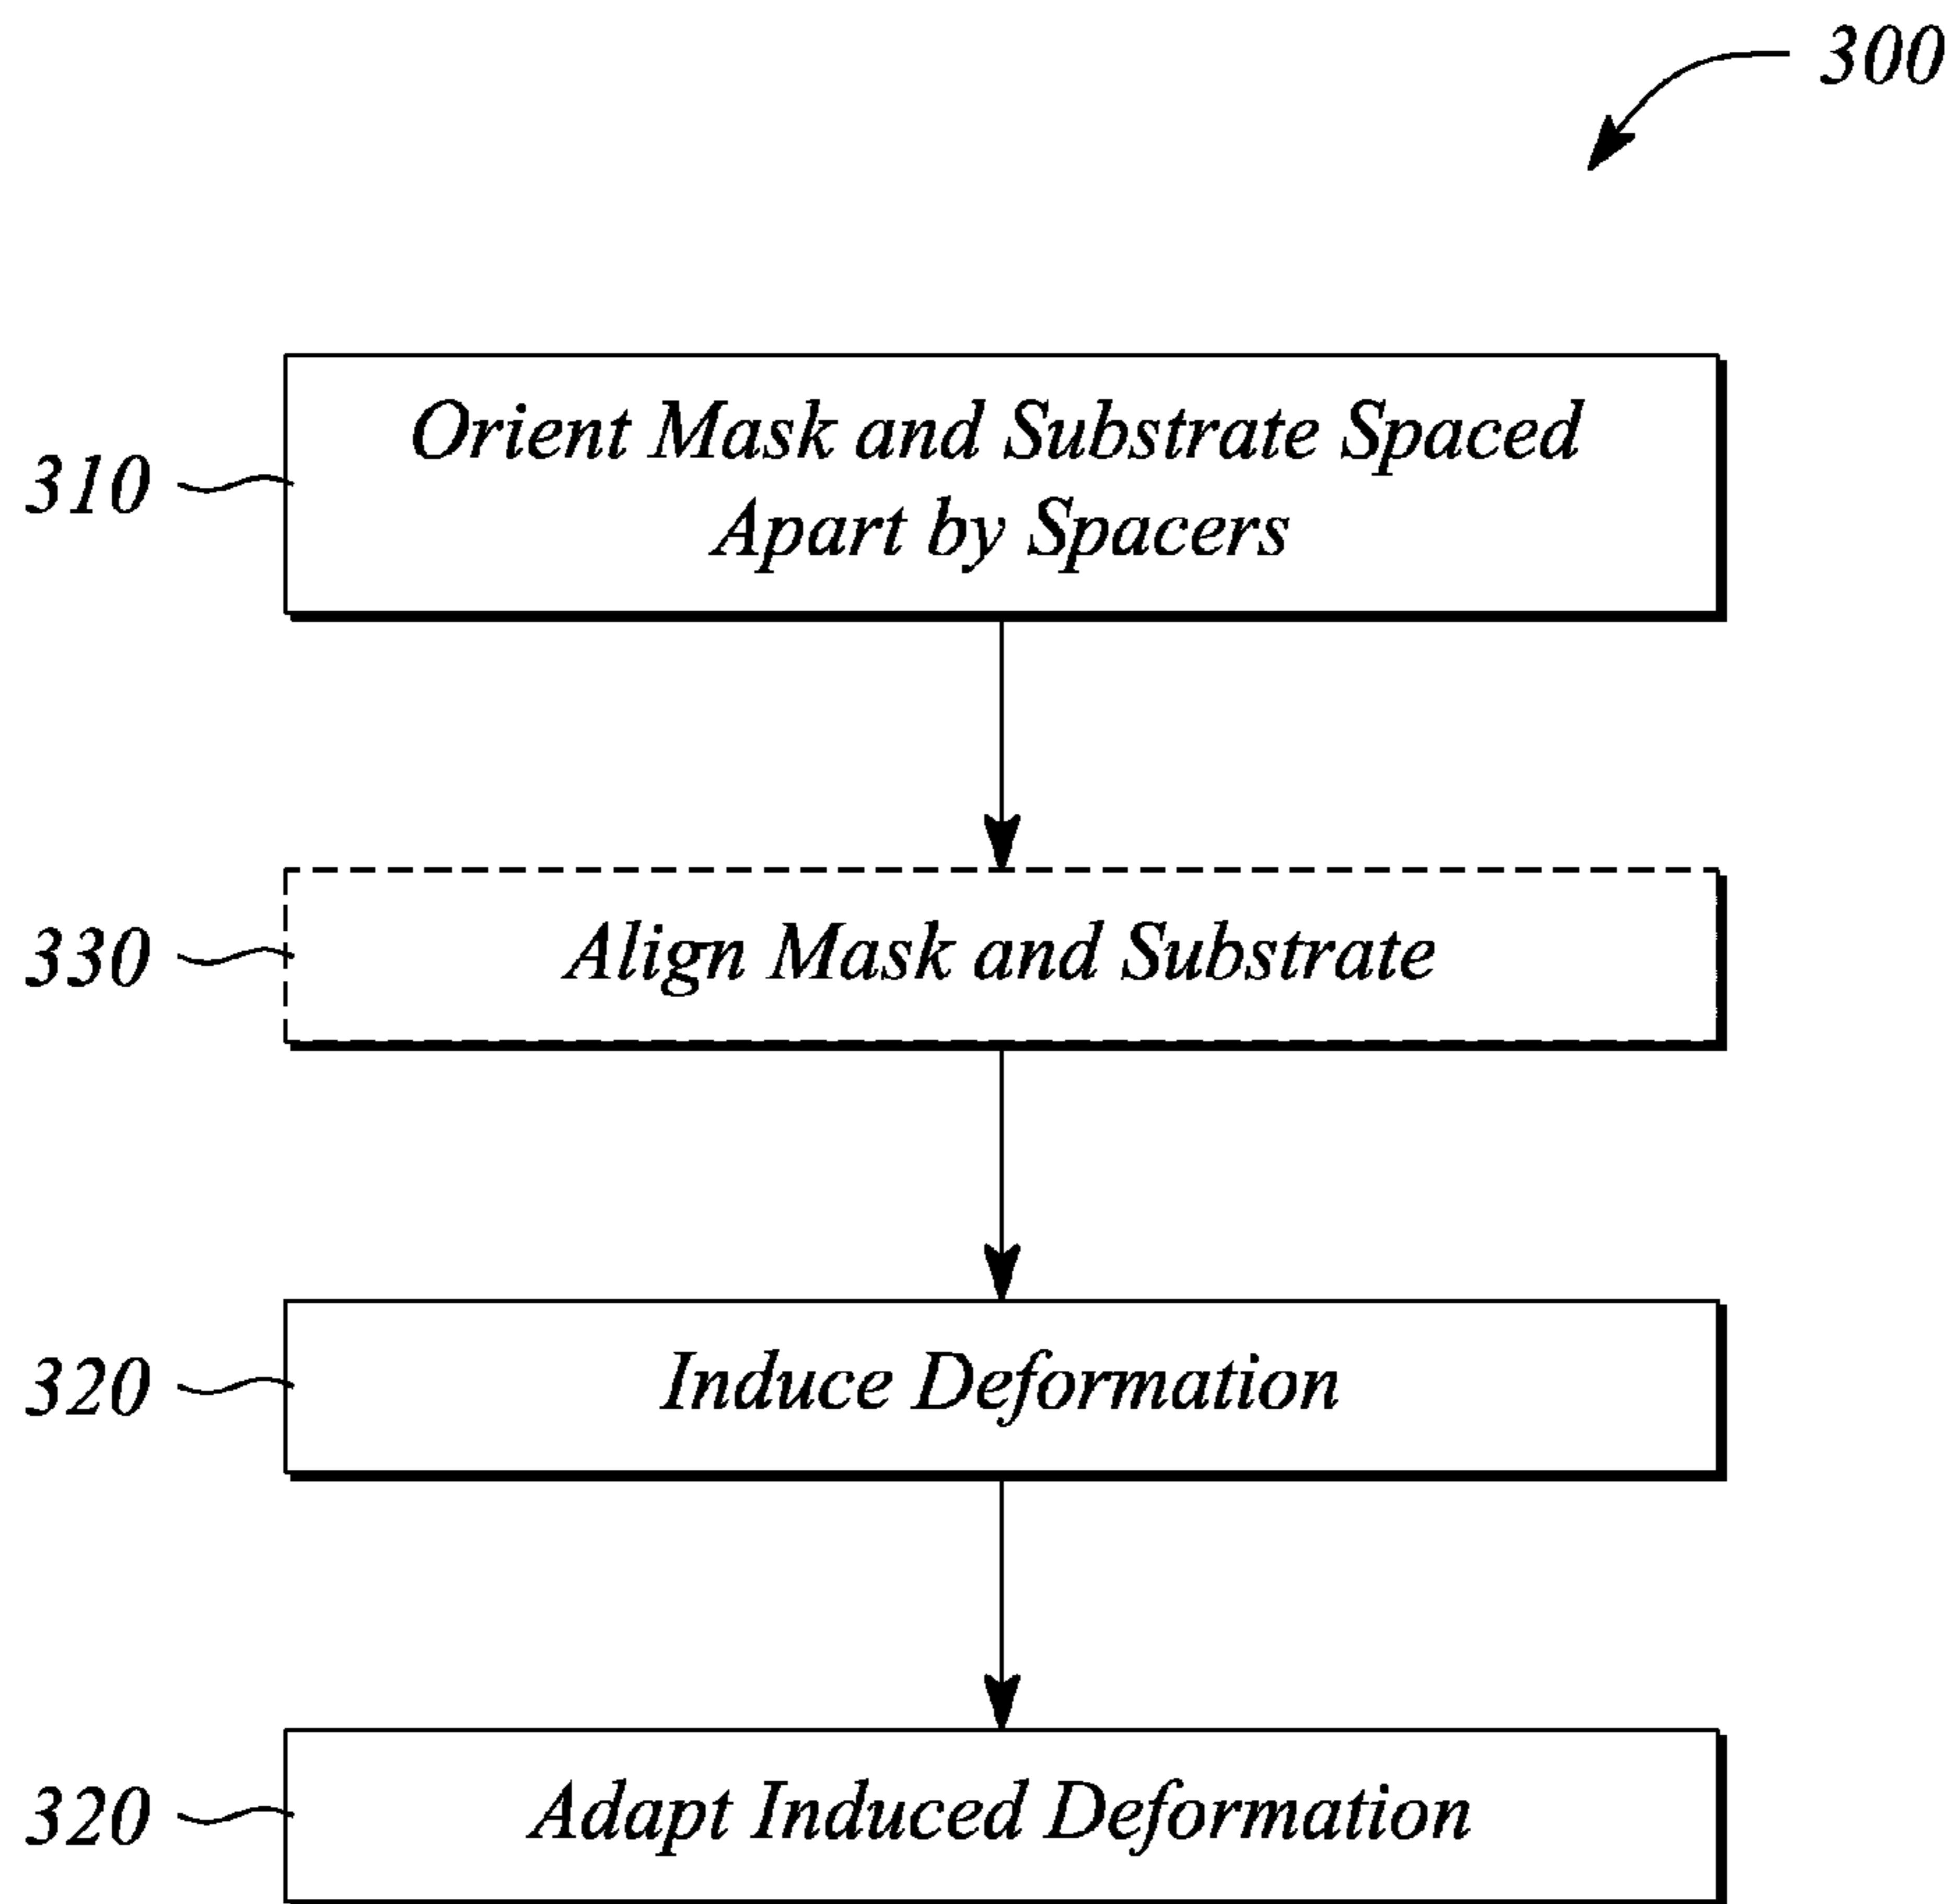 300
310
Orient Mask and Substrate Spaced
Apart by Spacers
330
Align Mask and Substrate
320
Induce Deformation
320
Adapt Induced Deformation